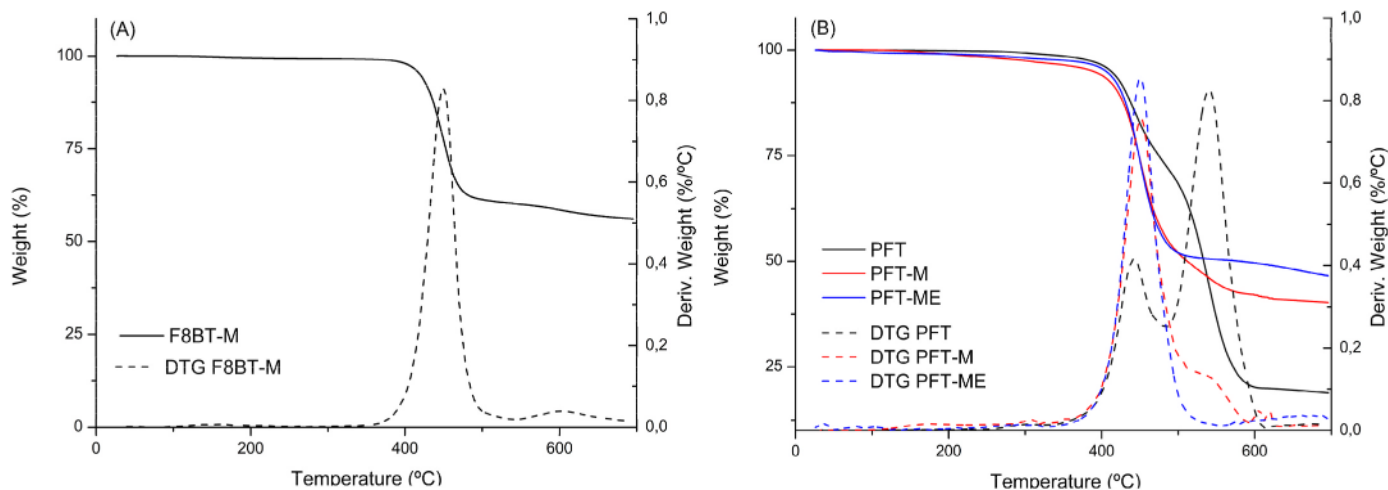 (A)
100
75
50
25
0
Weight (%)
F8BT-M
DTG F8BT-M
0
200
400
600
Temperature (ºC)
1,0
0,8
0,6
0,4
0,2
0,0
Deriv. Weight (%/ºC)
(B)
100
75
50
25
Weight (%)
PFT
PFT-M
PFT-ME
DTG PFT
DTG PFT-M
DTG PFT-ME
0
200
400
600
Temperature (ºC)
1,0
0,8
0,6
0,4
0,2
0,0
Deriv. Weight (%/ºC)